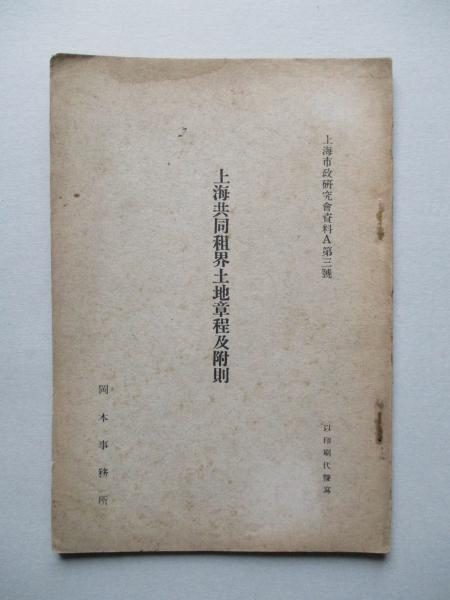 上海市政研究會資料A第三號
以印刷代謄寫
上海共同租界土地章程及附則
岡本事務所